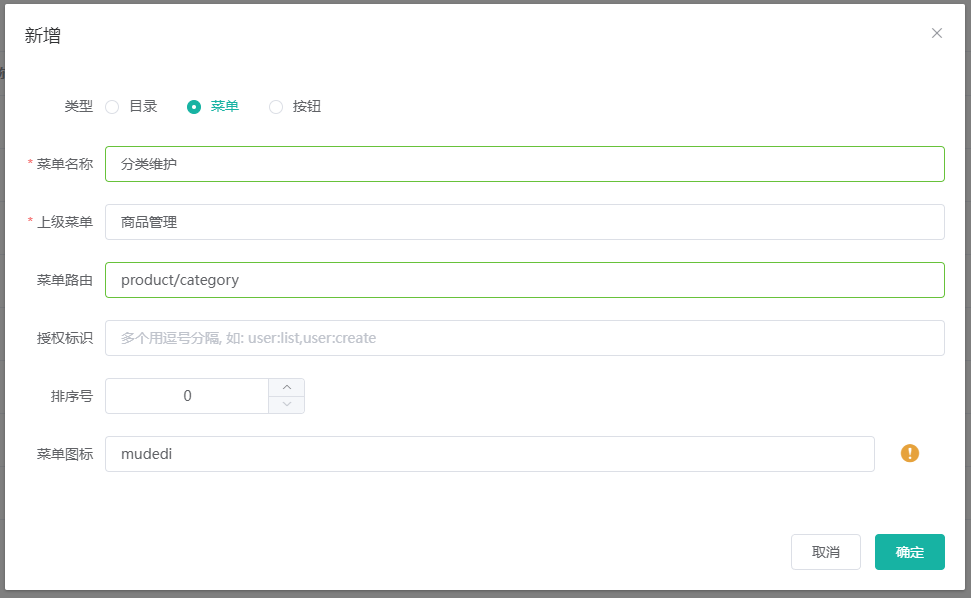 新增
类型 目录 菜单 按钮
* 菜单名称 分类维护
* 上级菜单 商品管理
菜单路由 product/category
授权标识 多个用逗号分隔, 如: user:list,user:create
排序号 0
菜单图标 mudedi
取消 确定